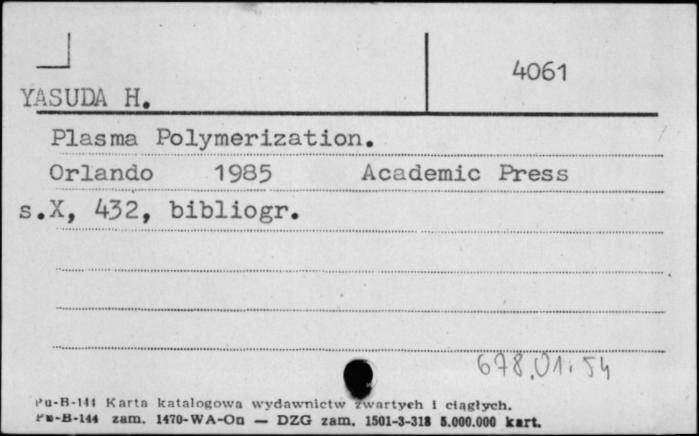 4061
YASUDA H.
Plasma Polymerization.
Orlando 1985 Academic Press
s.X, 432, bibliogr.
678.01:54
Pu-B-144 Karta katalogowa wydawnictw zwartych i ciągłych.
Pu-B-144 zam. 1470-WA-On — DZG zam. 1501-3-318 5.000.000 kart.